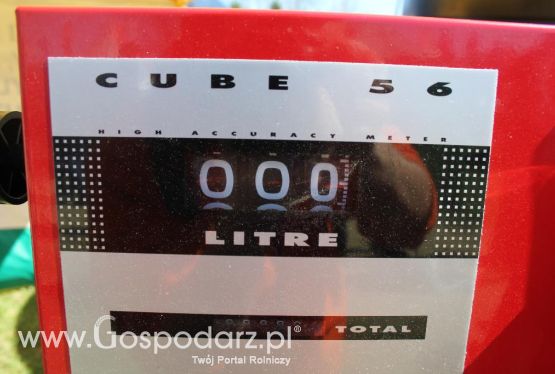 CUBE 56
HIGH ACCURACY METER
000
LITRE
TOTAL
www.Gospodarz.pl®
Twój Portal Rolniczy